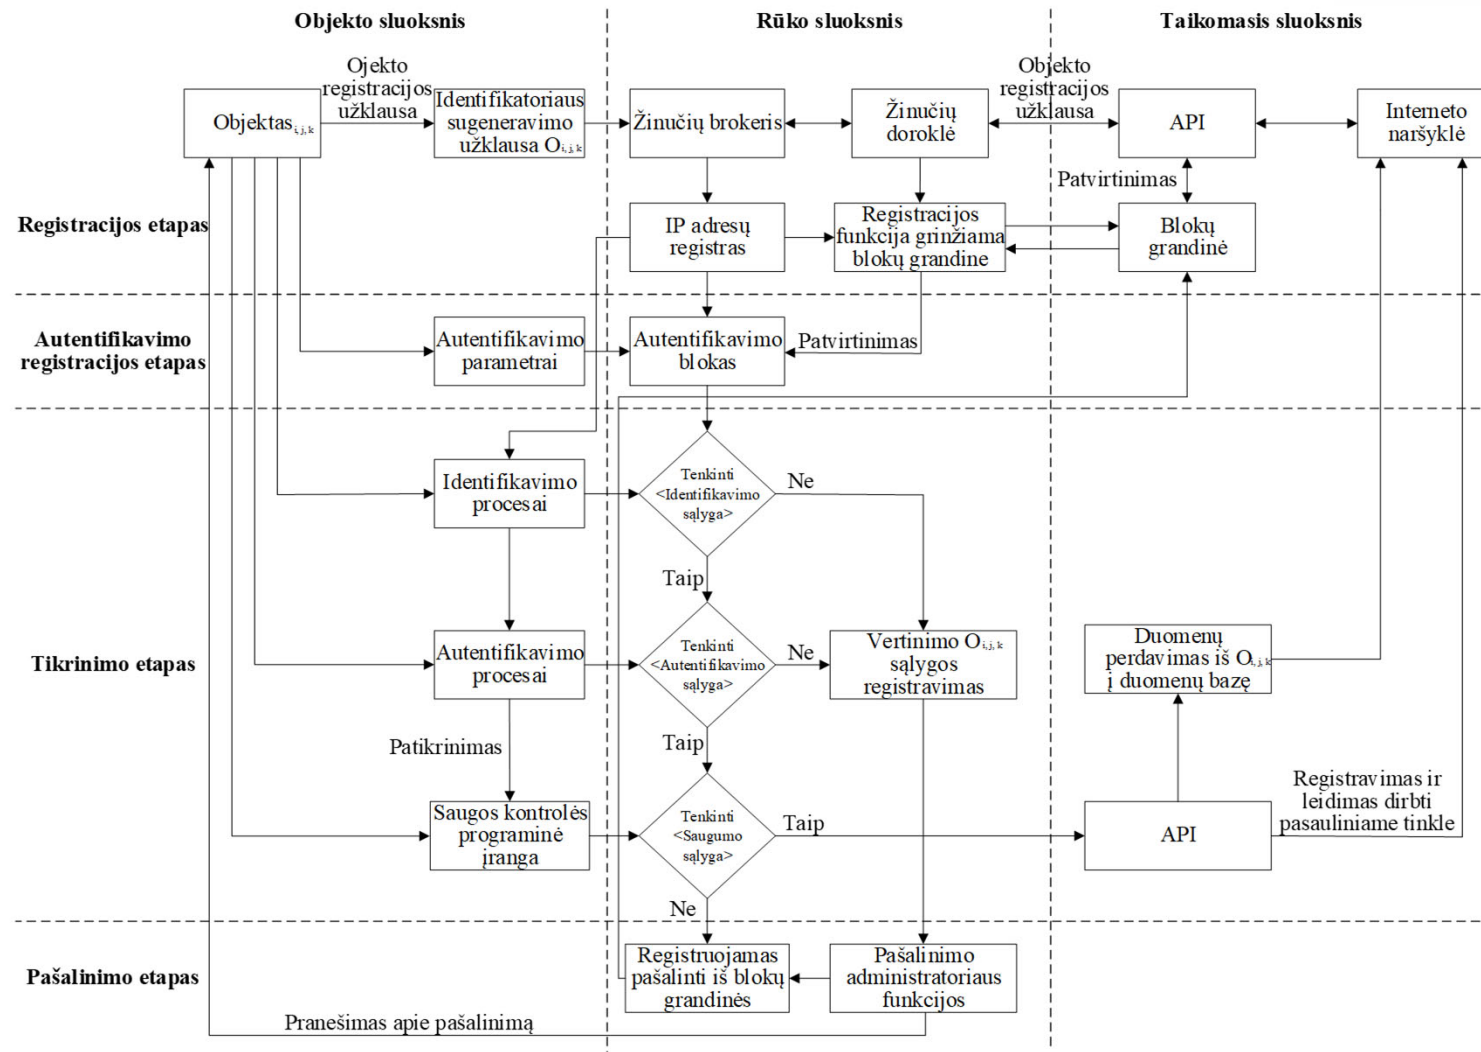 Objekto sluoksnis
Rūko sluoksnis
Taikomasis sluoksnis
Objektas i,j,k
Ojekto
registracijos
užklausa
Identifikatoriaus
sugeneravimo
užklausa O i,j,k
Žinučių brokeris
Žinučių
doroklė
Objekto
registracijos
užklausa
API
Interneto
naršyklė
Patvirtinimas
Registracijos etapas
IP adresų
registras
Registracijos
funkcija grinžiama
blokų grandine
Blokų
grandinė
Autentifikavimo
registracijos etapas
Autentifikavimo
parametrai
Autentifikavimo
blokas
Patvirtinimas
Identifikavimo
procesai
Tenkinti
<Identifikavimo
sąlyga>
Ne
Taip
Tikrinimo etapas
Autentifikavimo
procesai
Tenkinti
<Autentifikavimo
sąlyga>
Ne
Vertinimo O i,j,k
sąlygos
registravimas
Duomenų
perdavimas iš O i,j,k
į duomenų bazę
Patikrinimas
Taip
Saugos kontrolės
programinė
įranga
Tenkinti
<Saugumo
sąlyga>
Taip
API
Registravimas ir
leidimas dirbti
pasauliniame tinkle
Ne
Pašalinimo etapas
Registruojamas
pašalinti iš blokų
grandinės
Pašalinimo
administratoriaus
funkcijos
Pranešimas apie pašalinimą